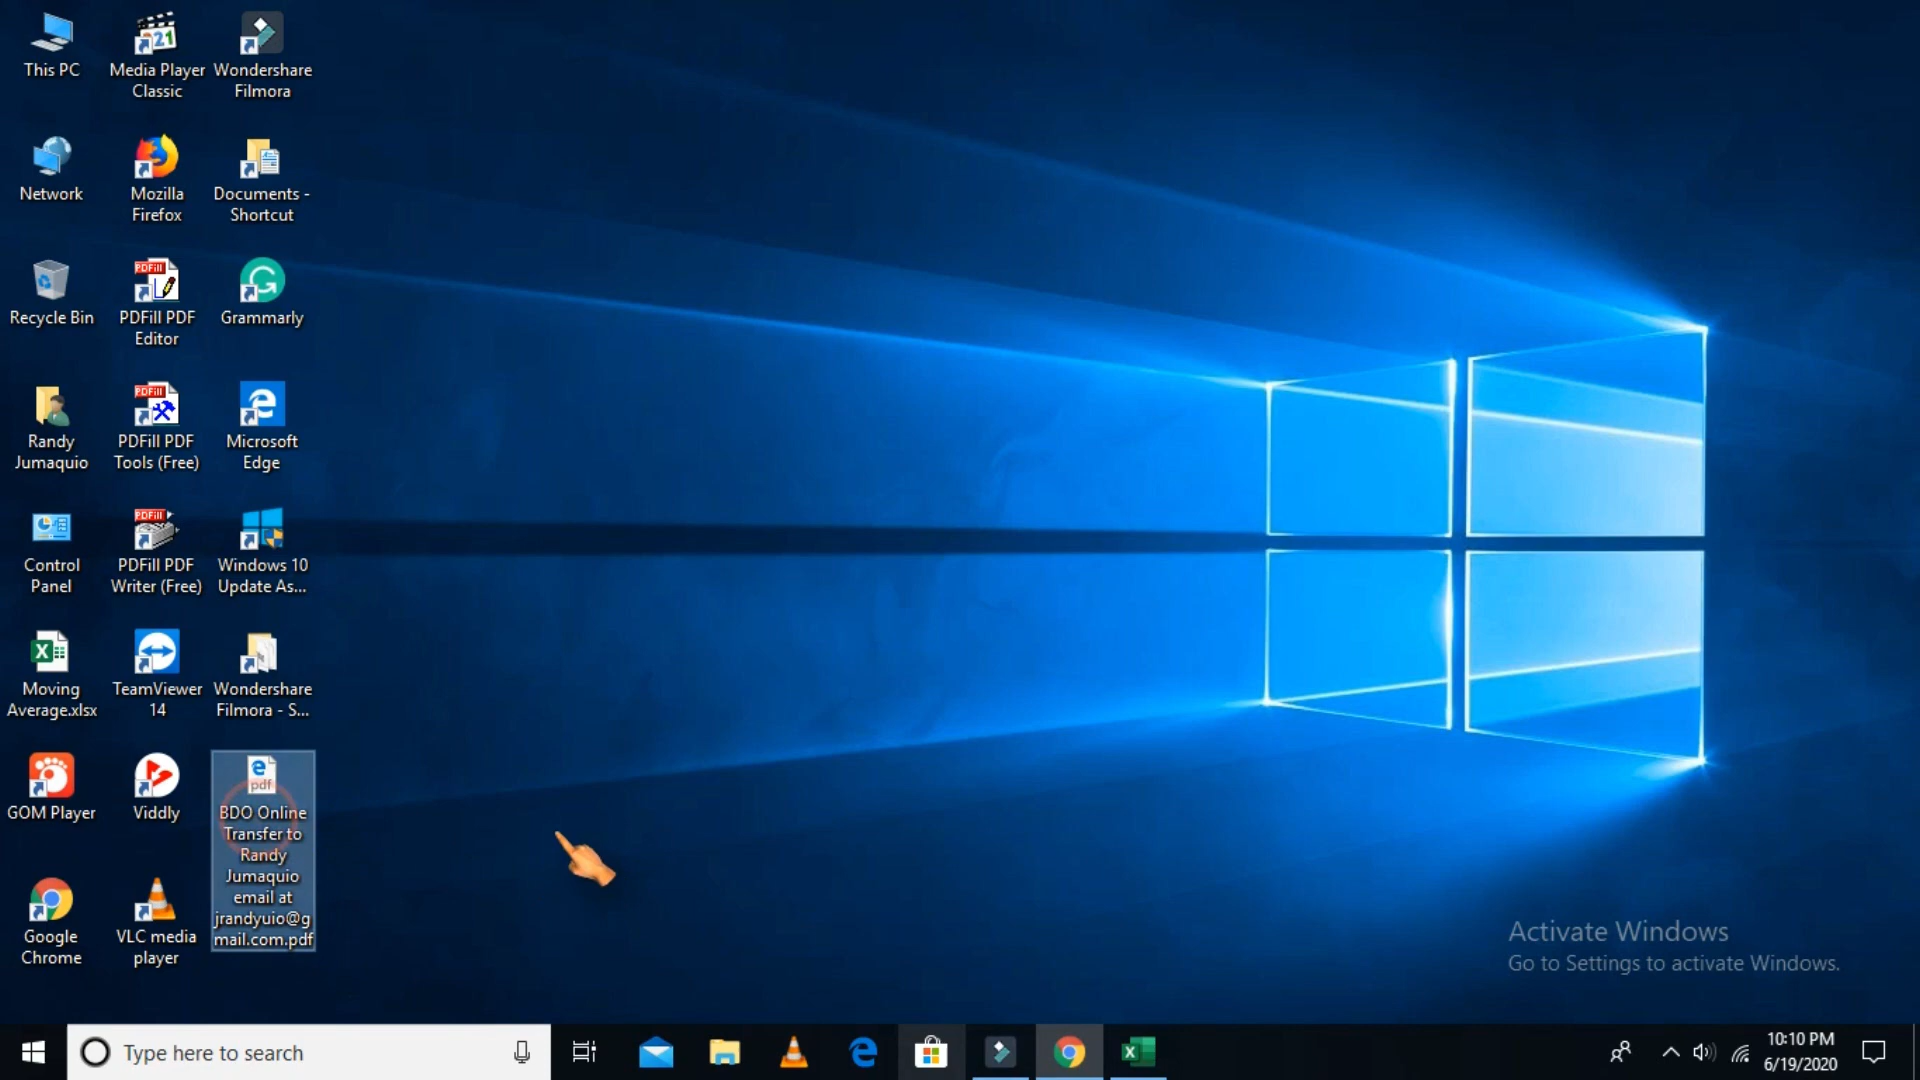 This PC
Media Player
Classic
Wondershare
Filmora
Network
Mozilla
Firefox
Documents -
Shortcut
Recycle Bin
PDFill
PDFill PDF
Editor
Grammarly
Randy
Jumaquio
PDFill
PDFill PDF
Tools (Free)
Microsoft
Edge
Control
Panel
PDFill
PDFill PDF
Writer (Free)
Windows 10
Update As...
Moving
Average.xlsx
TeamViewer
14
Wondershare
Filmora - S...
GOM Player
Viddly
pdf
BDO Online
Transfer to
Randy
Jumaquio
email at
jrandyuio@g
mail.com.pdf
Google
Chrome
VLC media
player
Activate Windows
Go to Settings to activate Windows.
Type here to search
10:10 PM
6/19/2020